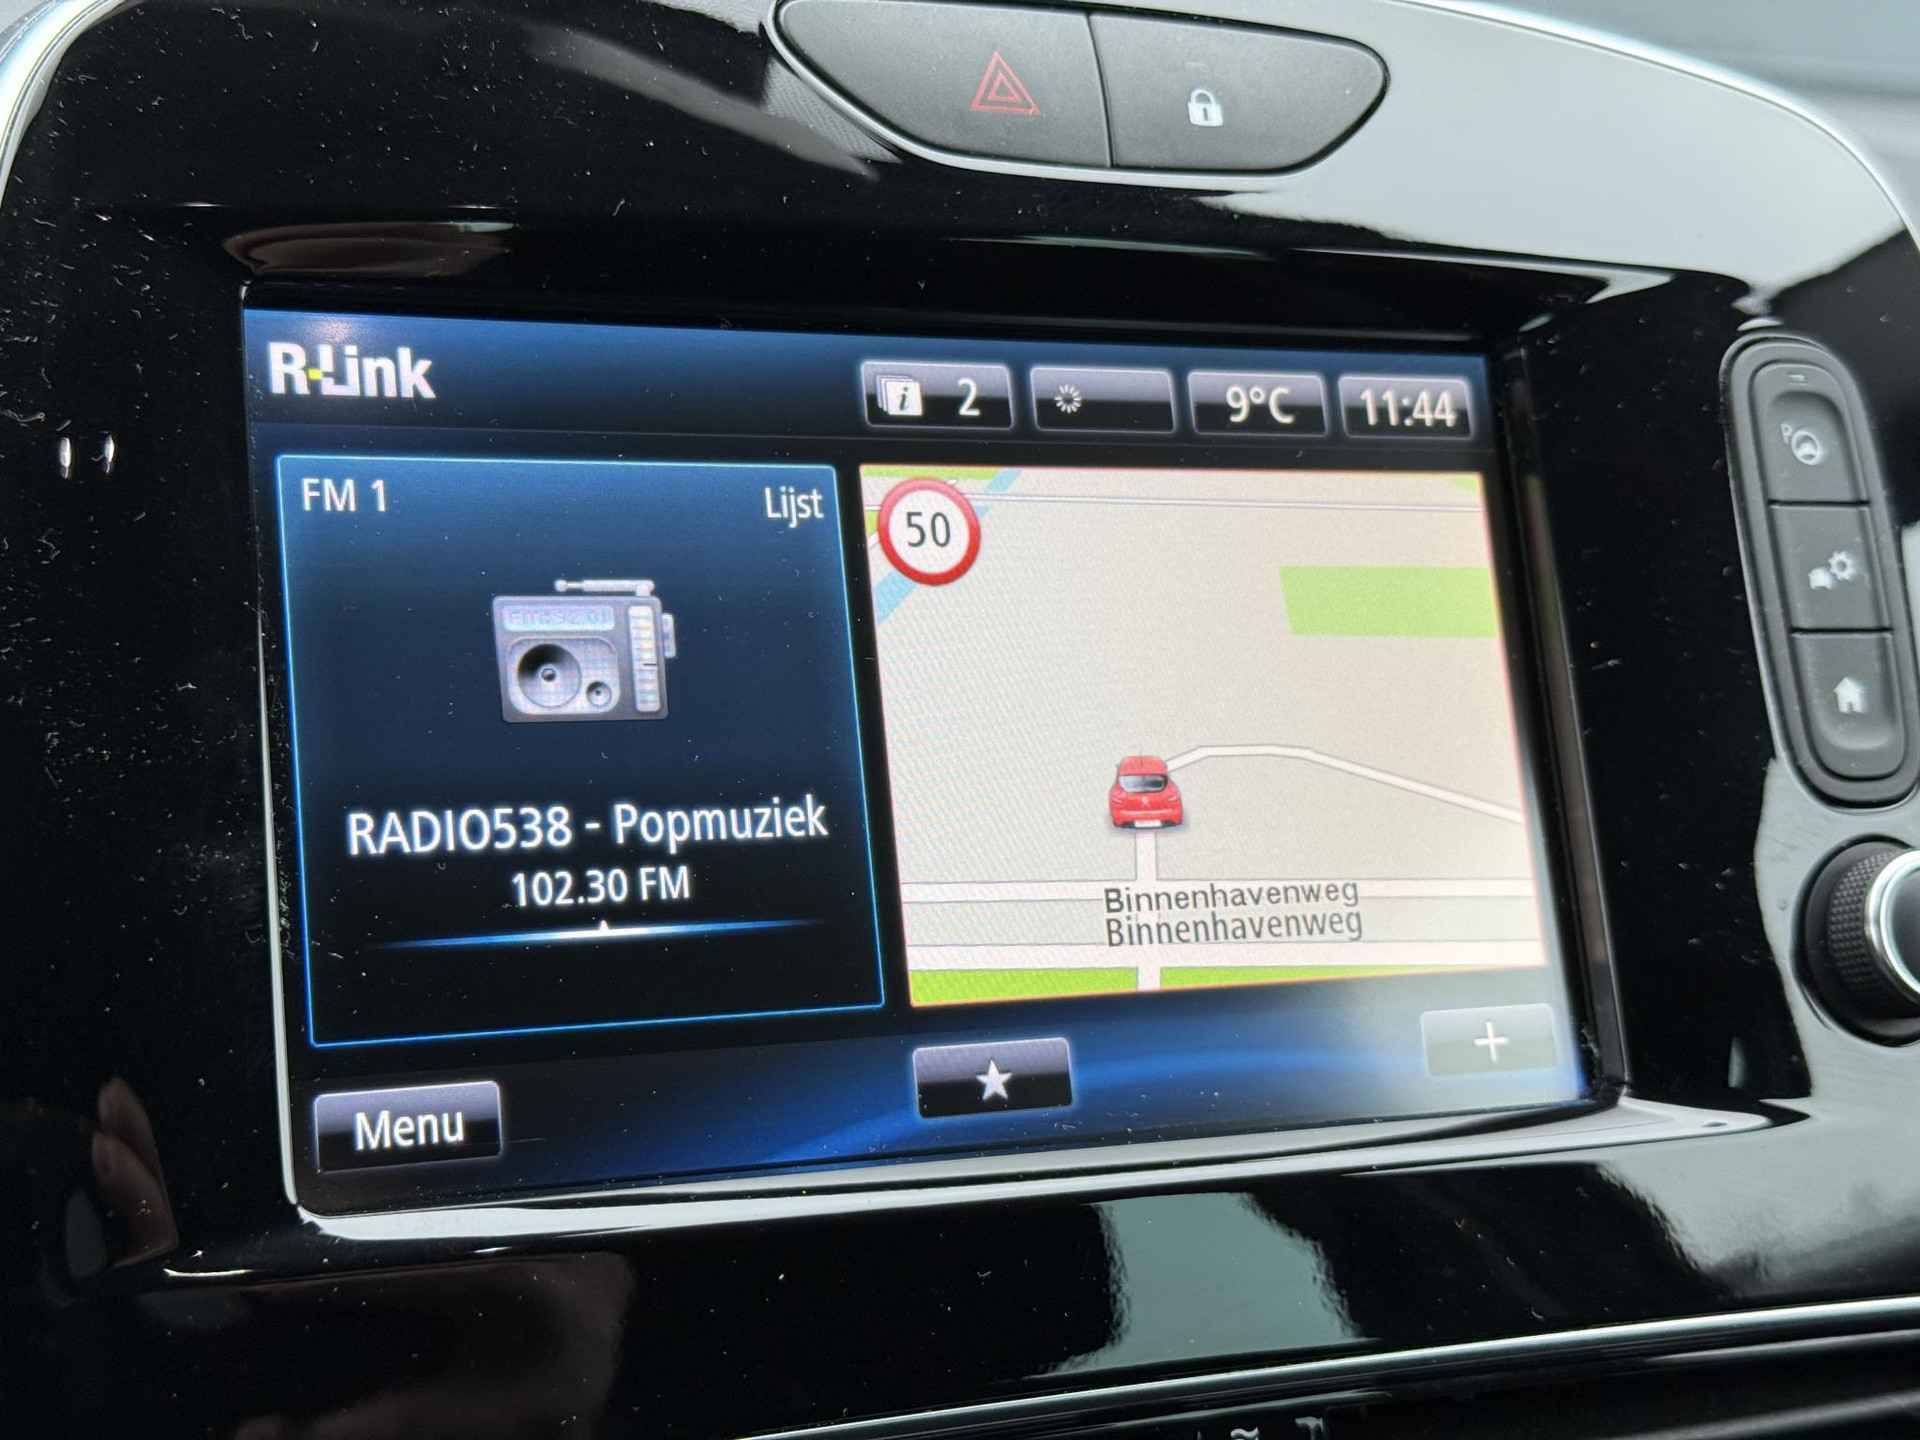 R-Link
2
9°C
11:44
FM 1
Lijst
50
RADIO538 - Popmuziek
102.30 FM
Binnenhavenweg
Binnenhavenweg
Menu
+
P